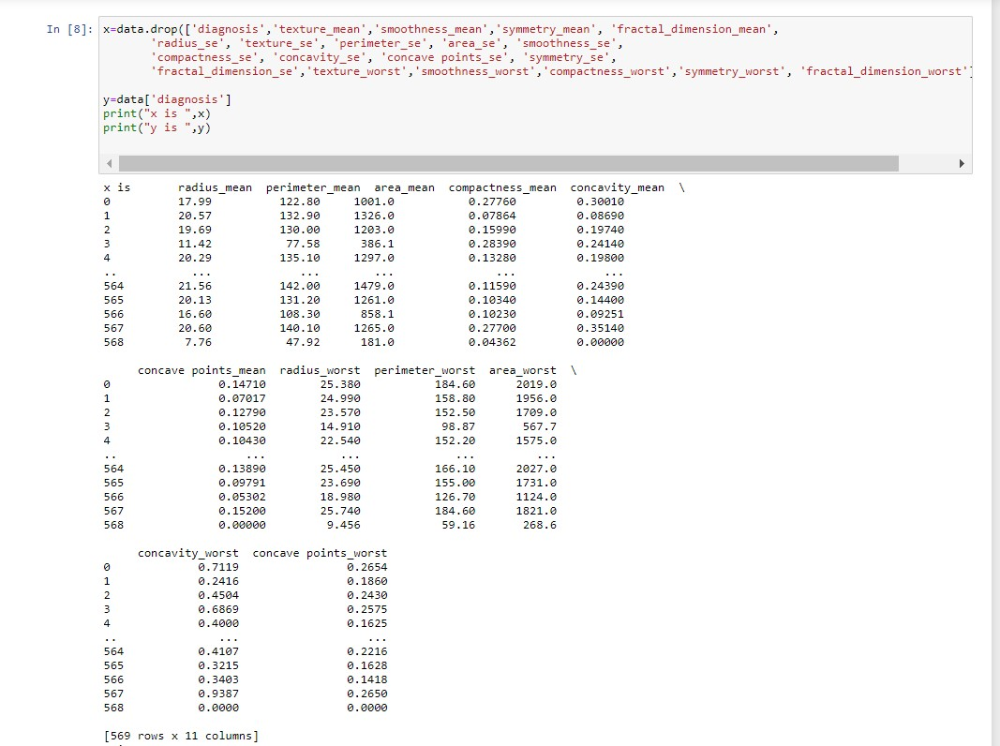 In [8]: x=data.drop(['diagnosis','texture_mean','smoothness_mean','symmetry_mean', 'fractal_dimension_mean',
'radius_se', 'texture_se', 'perimeter_se', 'area_se', 'smoothness_se',
'compactness_se', 'concavity_se', 'concave points_se', 'symmetry_se',
'fractal_dimension_se','texture_worst','smoothness_worst','compactness_worst','symmetry_worst', 'fractal_dimension_worst']
y=data['diagnosis']
print("x is ",x)
print("y is ",y)
x is radius_mean perimeter_mean area_mean compactness_mean concavity_mean \
0 17.99 122.80 1001.0 0.27760 0.30010
1 20.57 132.90 1326.0 0.07864 0.08690
2 19.69 130.00 1203.0 0.15990 0.19740
3 11.42 77.58 386.1 0.28390 0.24140
4 20.29 135.10 1297.0 0.13280 0.19800
.. ... ... ... ... ...
564 21.56 142.00 1479.0 0.11590 0.24390
565 20.13 131.20 1261.0 0.10340 0.14400
566 16.60 108.30 858.1 0.10230 0.09251
567 20.60 140.10 1265.0 0.27700 0.35140
568 7.76 47.92 181.0 0.04362 0.00000
concave points_mean radius_worst perimeter_worst area_worst \
0 0.14710 25.380 184.60 2019.0
1 0.07017 24.990 158.80 1956.0
2 0.12790 23.570 152.50 1709.0
3 0.10520 14.910 98.87 567.7
4 0.10430 22.540 152.20 1575.0
.. ... ... ... ...
564 0.13890 25.450 166.10 2027.0
565 0.09791 23.690 155.00 1731.0
566 0.05302 18.980 126.70 1124.0
567 0.15200 25.740 184.60 1821.0
568 0.00000 9.456 59.16 268.6
concavity_worst concave points_worst
0 0.7119 0.2654
1 0.2416 0.1860
2 0.4504 0.2430
3 0.6869 0.2575
4 0.4000 0.1625
.. ... ...
564 0.4107 0.2216
565 0.3215 0.1628
566 0.3403 0.1418
567 0.9387 0.2650
568 0.0000 0.0000
[569 rows x 11 columns]